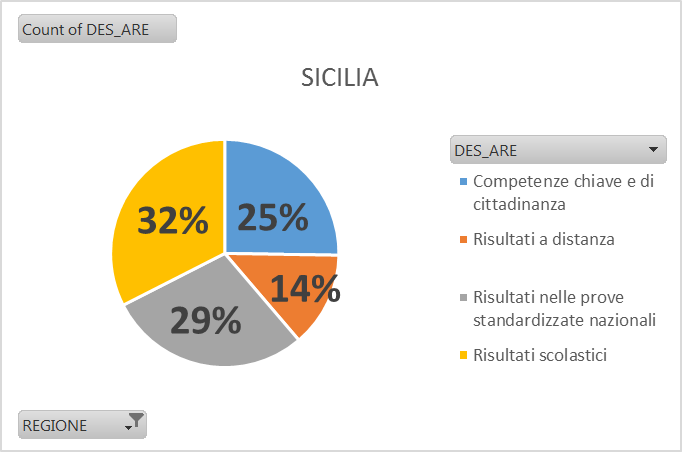 Count of DES_ARE
SICILIA
32%
25%
14%
29%
DES_ARE
Competenze chiave e di
cittadinanza
Risultati a distanza
Risultati nelle prove
standardizzate nazionali
Risultati scolastici
REGIONE